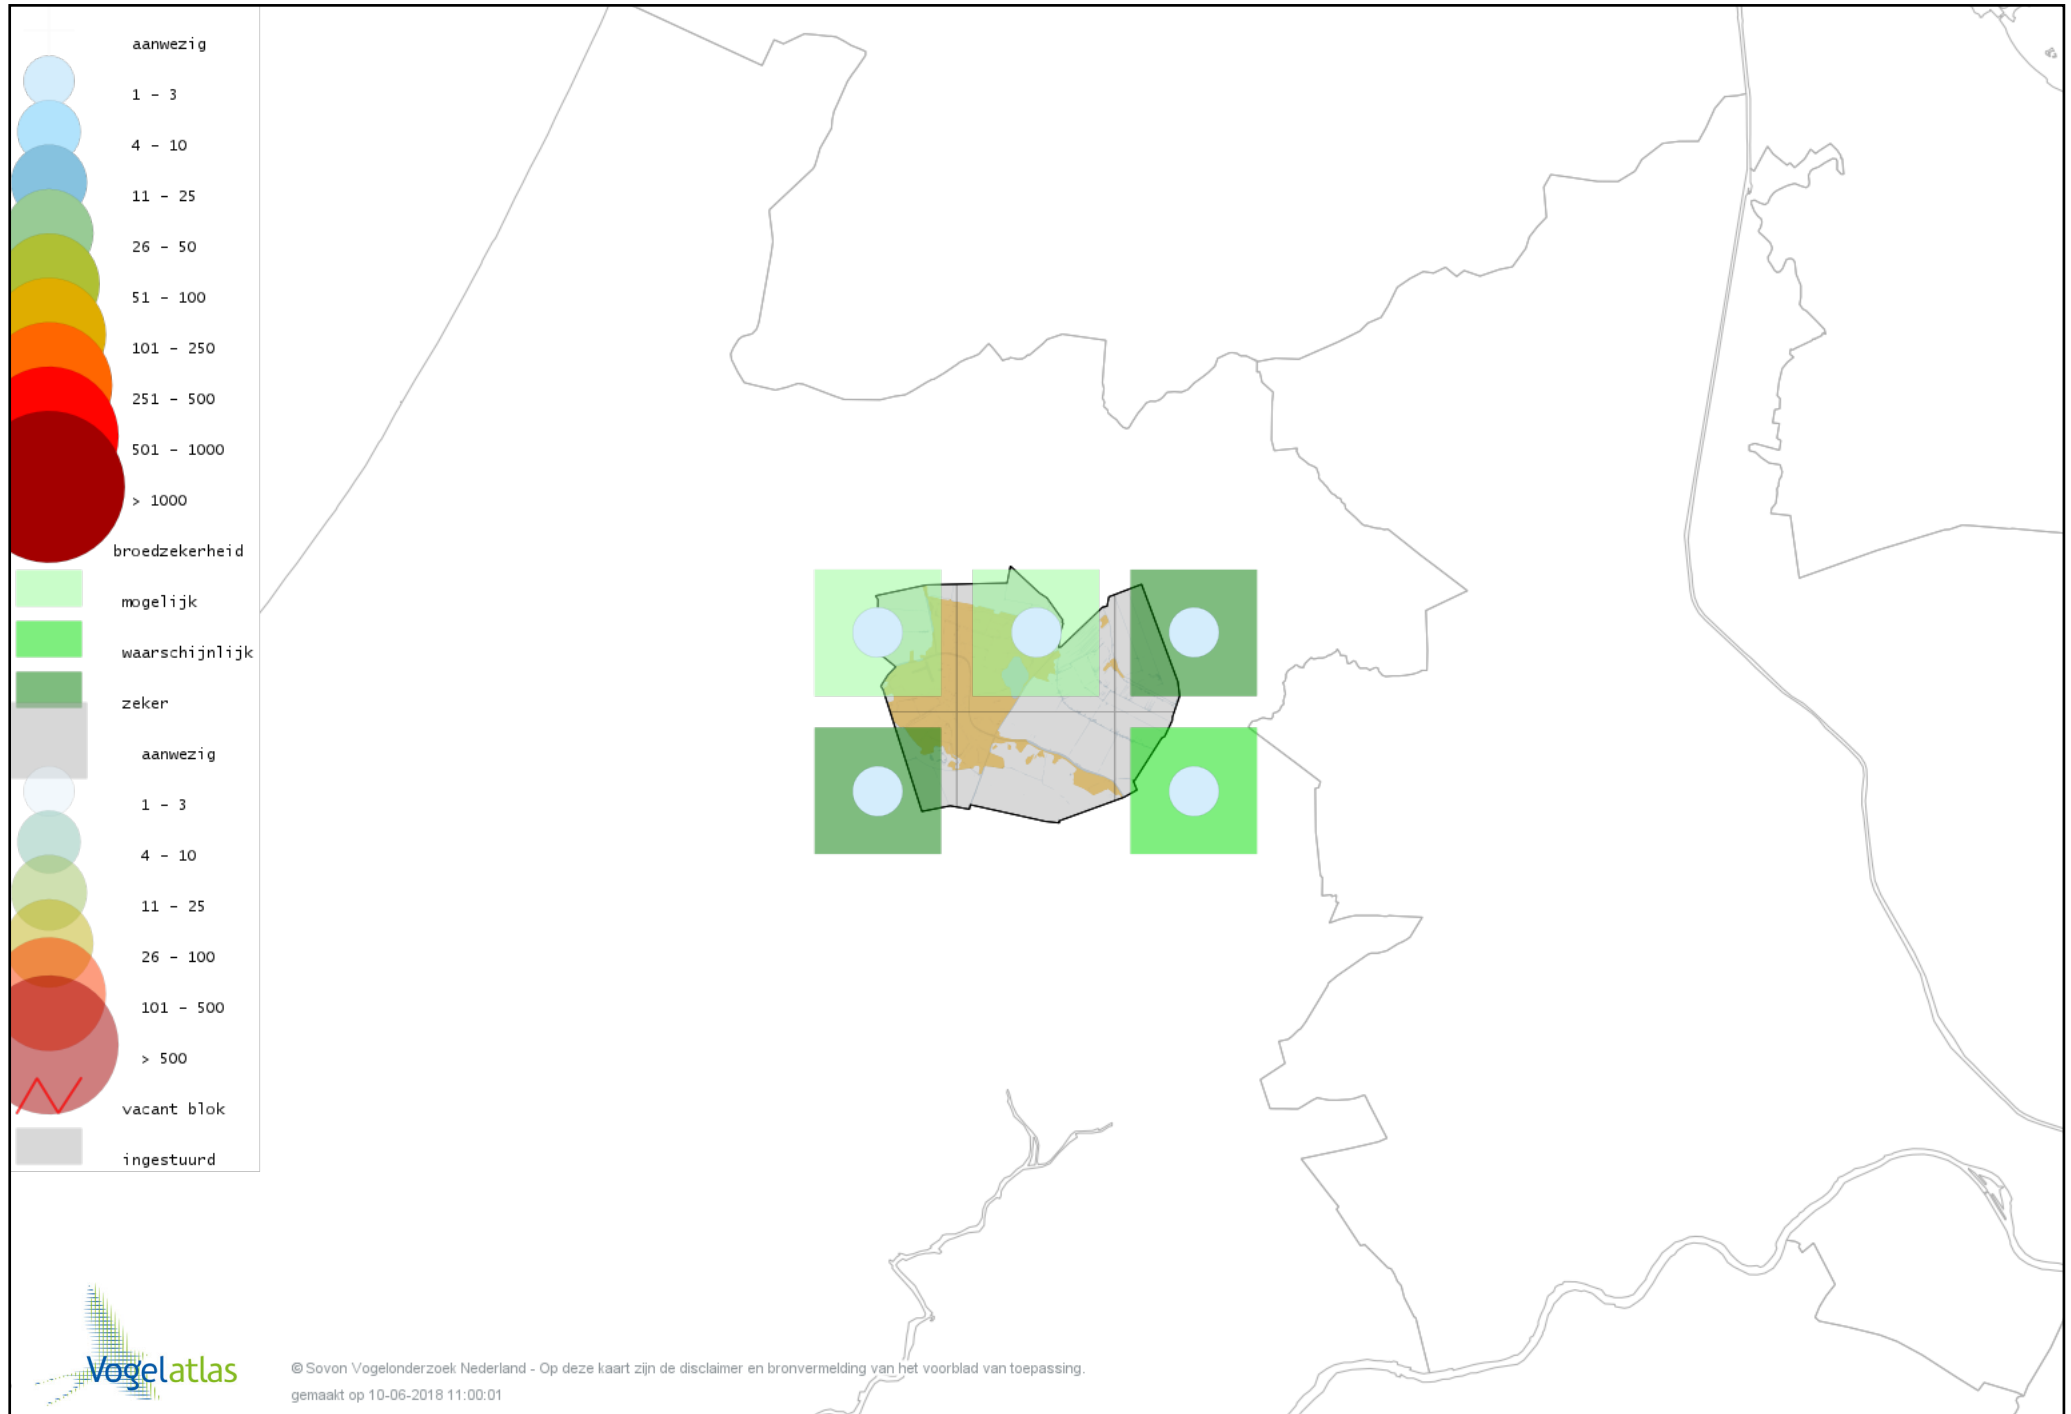 aanwezig
1 - 3
4 - 10
11 - 25
26 - 50
51 - 100
101 - 250
251 - 500
501 - 1000
> 1000
broedzekerheid
mogelijk
waarschijnlijk
zeker
aanwezig
1 - 3
4 - 10
11 - 25
26 - 100
101 - 500
> 500
vacant blok
ingestuurd
Vogelatlas
© Sovon Vogelonderzoek Nederland - Op deze kaart zijn de disclaimer en bronvermelding van het voorblad van toepassing.
gemaakt op 10-06-2018 11:00:01